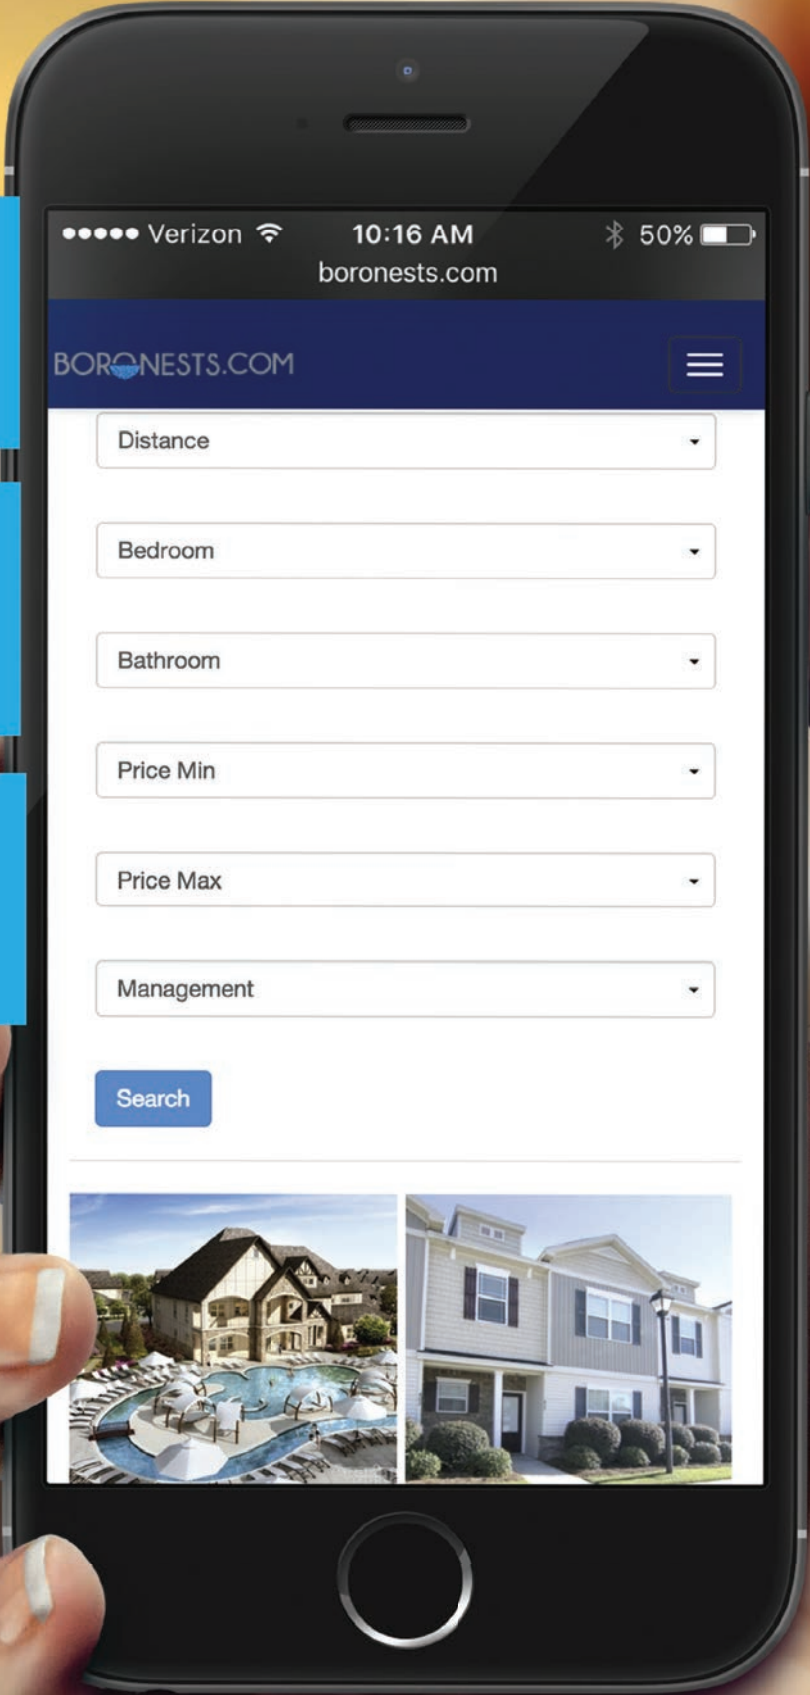 Verizon 10:16 AM 50%
boronests.com
BORONESTS.COM
Distance
Bedroom
Bathroom
Price Min
Price Max
Management
Search